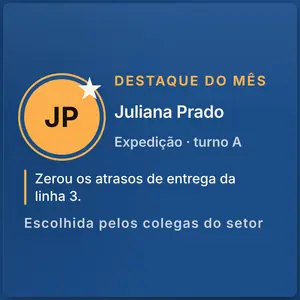 JP
DESTAQUE DO MÊS
Juliana Prado
Expedição · turno A
Zerou os atrasos de entrega da
linha 3.
Escolhida pelos colegas do setor